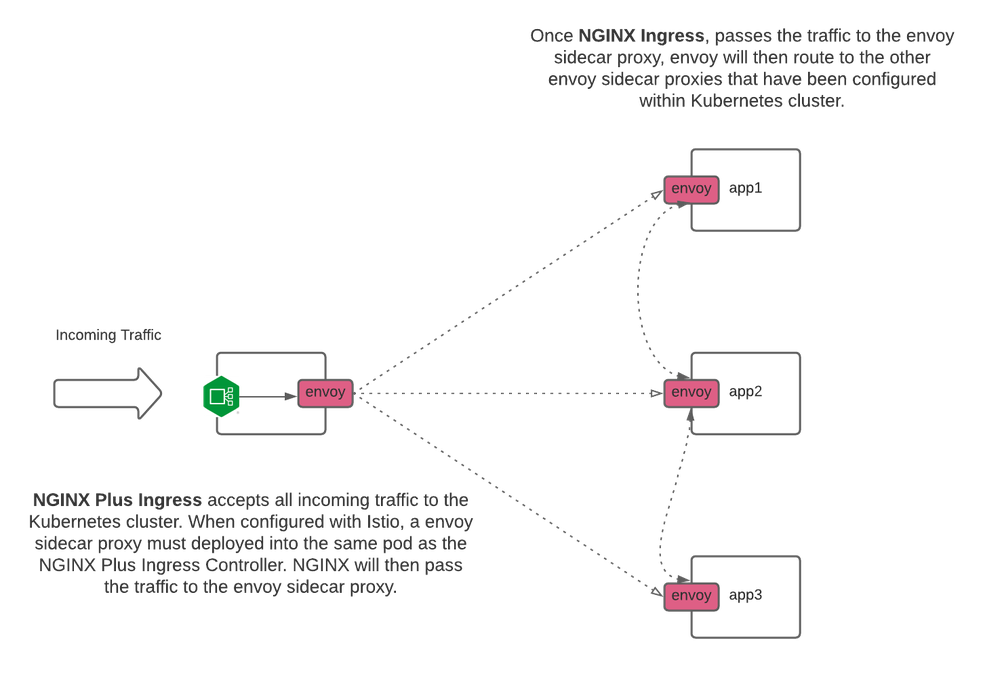 Once NGINX Ingress, passes the traffic to the envoy
sidecar proxy, envoy will then route to the other
envoy sidecar proxies that have been configured
within Kubernetes cluster.
envoy
app1
Incoming Traffic
envoy
envoy
app2
NGINX Plus Ingress accepts all incoming traffic to the
Kubernetes cluster. When configured with Istio, a envoy
sidecar proxy must deployed into the same pod as the
NGINX Plus Ingress Controller. NGINX will then pass
the traffic to the envoy sidecar proxy.
envoy
app3